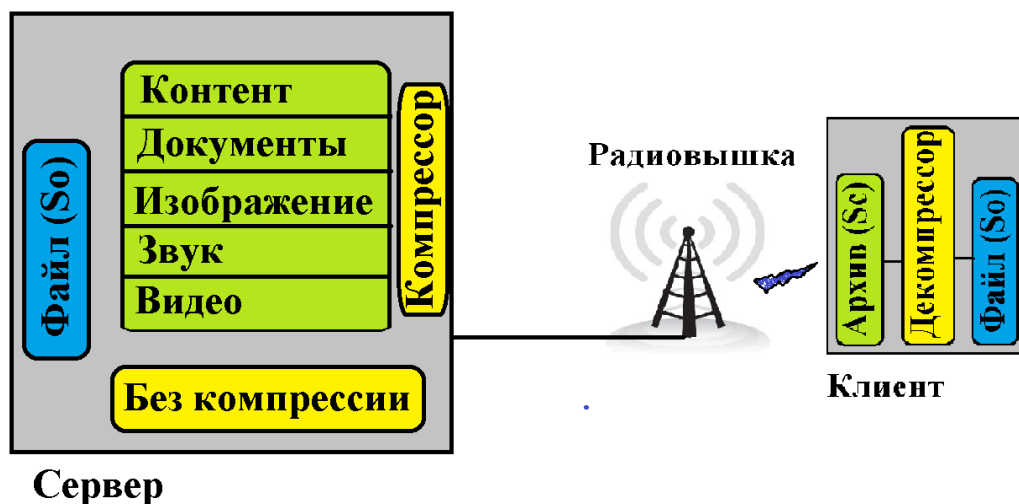 Файл (So)
Контент
Документы
Изображение
Звук
Видео
Компрессор
Без компрессии
Сервер
Радиовышка
Архив (Sc)
Декомпрессор
Файл (So)
Клиент